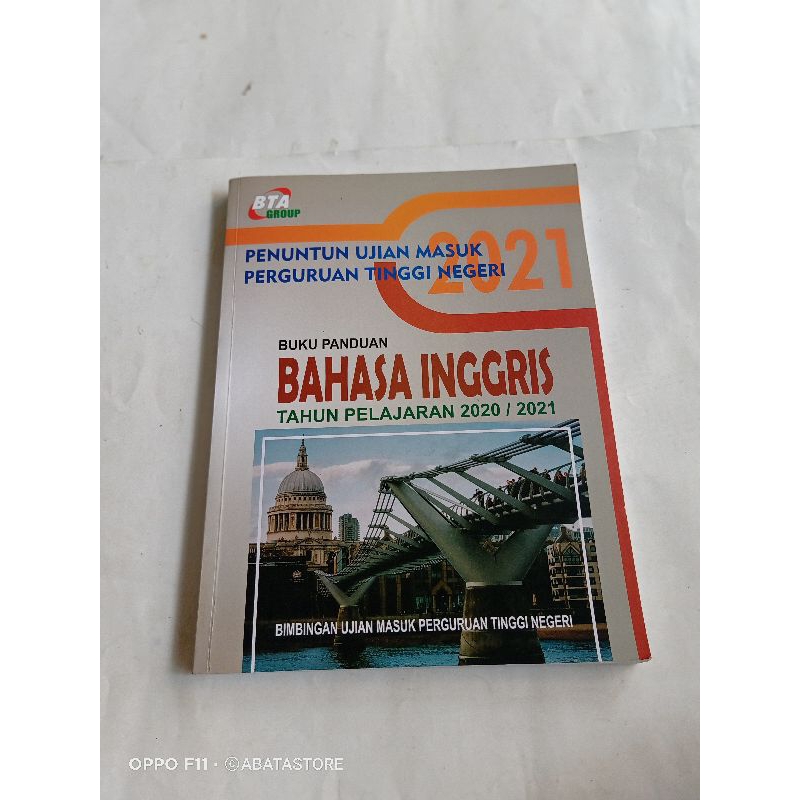 BTA
GROUP
PENUNTUN UJIAN MASUK
PERGURUAN TINGGI NEGERI
2021
BUKU PANDUAN
BAHASA INGGRIS
TAHUN PELAJARAN 2020 / 2021
BIMBINGAN UJIAN MASUK PERGURUAN TINGGI NEGERI
OPPO F11 · ©ABATASTORE